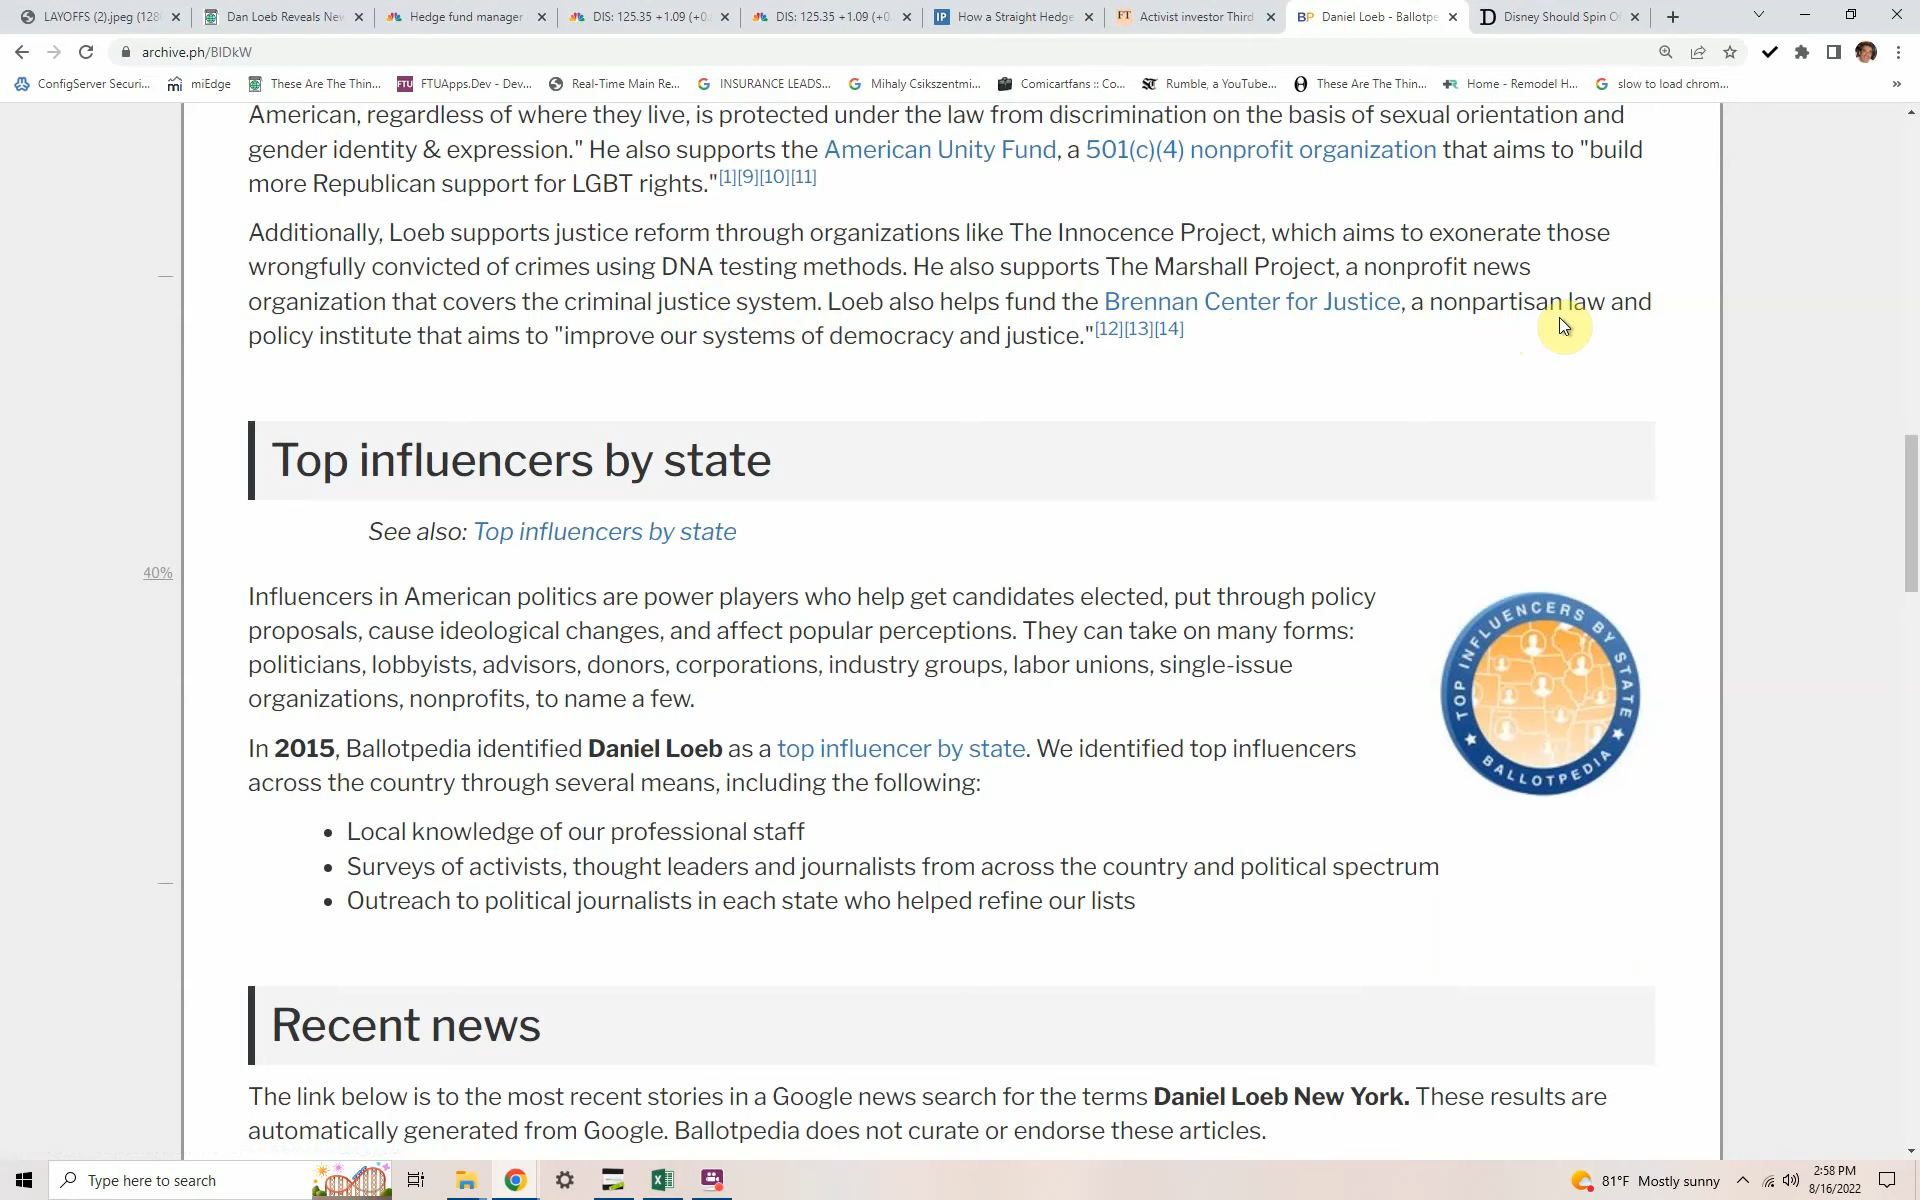 LAYOFFS (2).jpeg (128
Dan Loeb Reveals Nev
Hedge fund manager
DIS: 125.35 +1.09 (+0.
DIS: 125.35 +1.09 (+0.
How a Straight Hedge
Activist investor Third
Daniel Loeb - Ballotpe
Disney Should Spin O
archive.ph/BIDkW
ConfigServer Securi...
miEdge
These Are The Thin...
FTUApps.Dev - Dev...
Real-Time Main Re...
INSURANCE LEADS...
Mihaly Csikszentmi...
Comicartfans :: Co...
Rumble, a YouTube...
These Are The Thin...
Home - Remodel H...
slow to load chrom...
American, regardless of where they live, is protected under the law from discrimination on the basis of sexual orientation and
gender identity & expression." He also supports the American Unity Fund, a 501(c)(4) nonprofit organization that aims to "build
more Republican support for LGBT rights."[1][9][10][11]
Additionally, Loeb supports justice reform through organizations like The Innocence Project, which aims to exonerate those
wrongfully convicted of crimes using DNA testing methods. He also supports The Marshall Project, a nonprofit news
organization that covers the criminal justice system. Loeb also helps fund the Brennan Center for Justice, a nonpartisan law and
policy institute that aims to "improve our systems of democracy and justice."[12][13][14]
Top influencers by state
See also: Top influencers by state
40%
Influencers in American politics are power players who help get candidates elected, put through policy
proposals, cause ideological changes, and affect popular perceptions. They can take on many forms:
politicians, lobbyists, advisors, donors, corporations, industry groups, labor unions, single-issue
organizations, nonprofits, to name a few.
TOP INFLUENCERS BY STATE
BALLOTPEDIA
In 2015, Ballotpedia identified Daniel Loeb as a top influencer by state. We identified top influencers
across the country through several means, including the following:
• Local knowledge of our professional staff
• Surveys of activists, thought leaders and journalists from across the country and political spectrum
• Outreach to political journalists in each state who helped refine our lists
Recent news
The link below is to the most recent stories in a Google news search for the terms Daniel Loeb New York. These results are
automatically generated from Google. Ballotpedia does not curate or endorse these articles.
Type here to search
81°F Mostly sunny
2:58 PM
8/16/2022